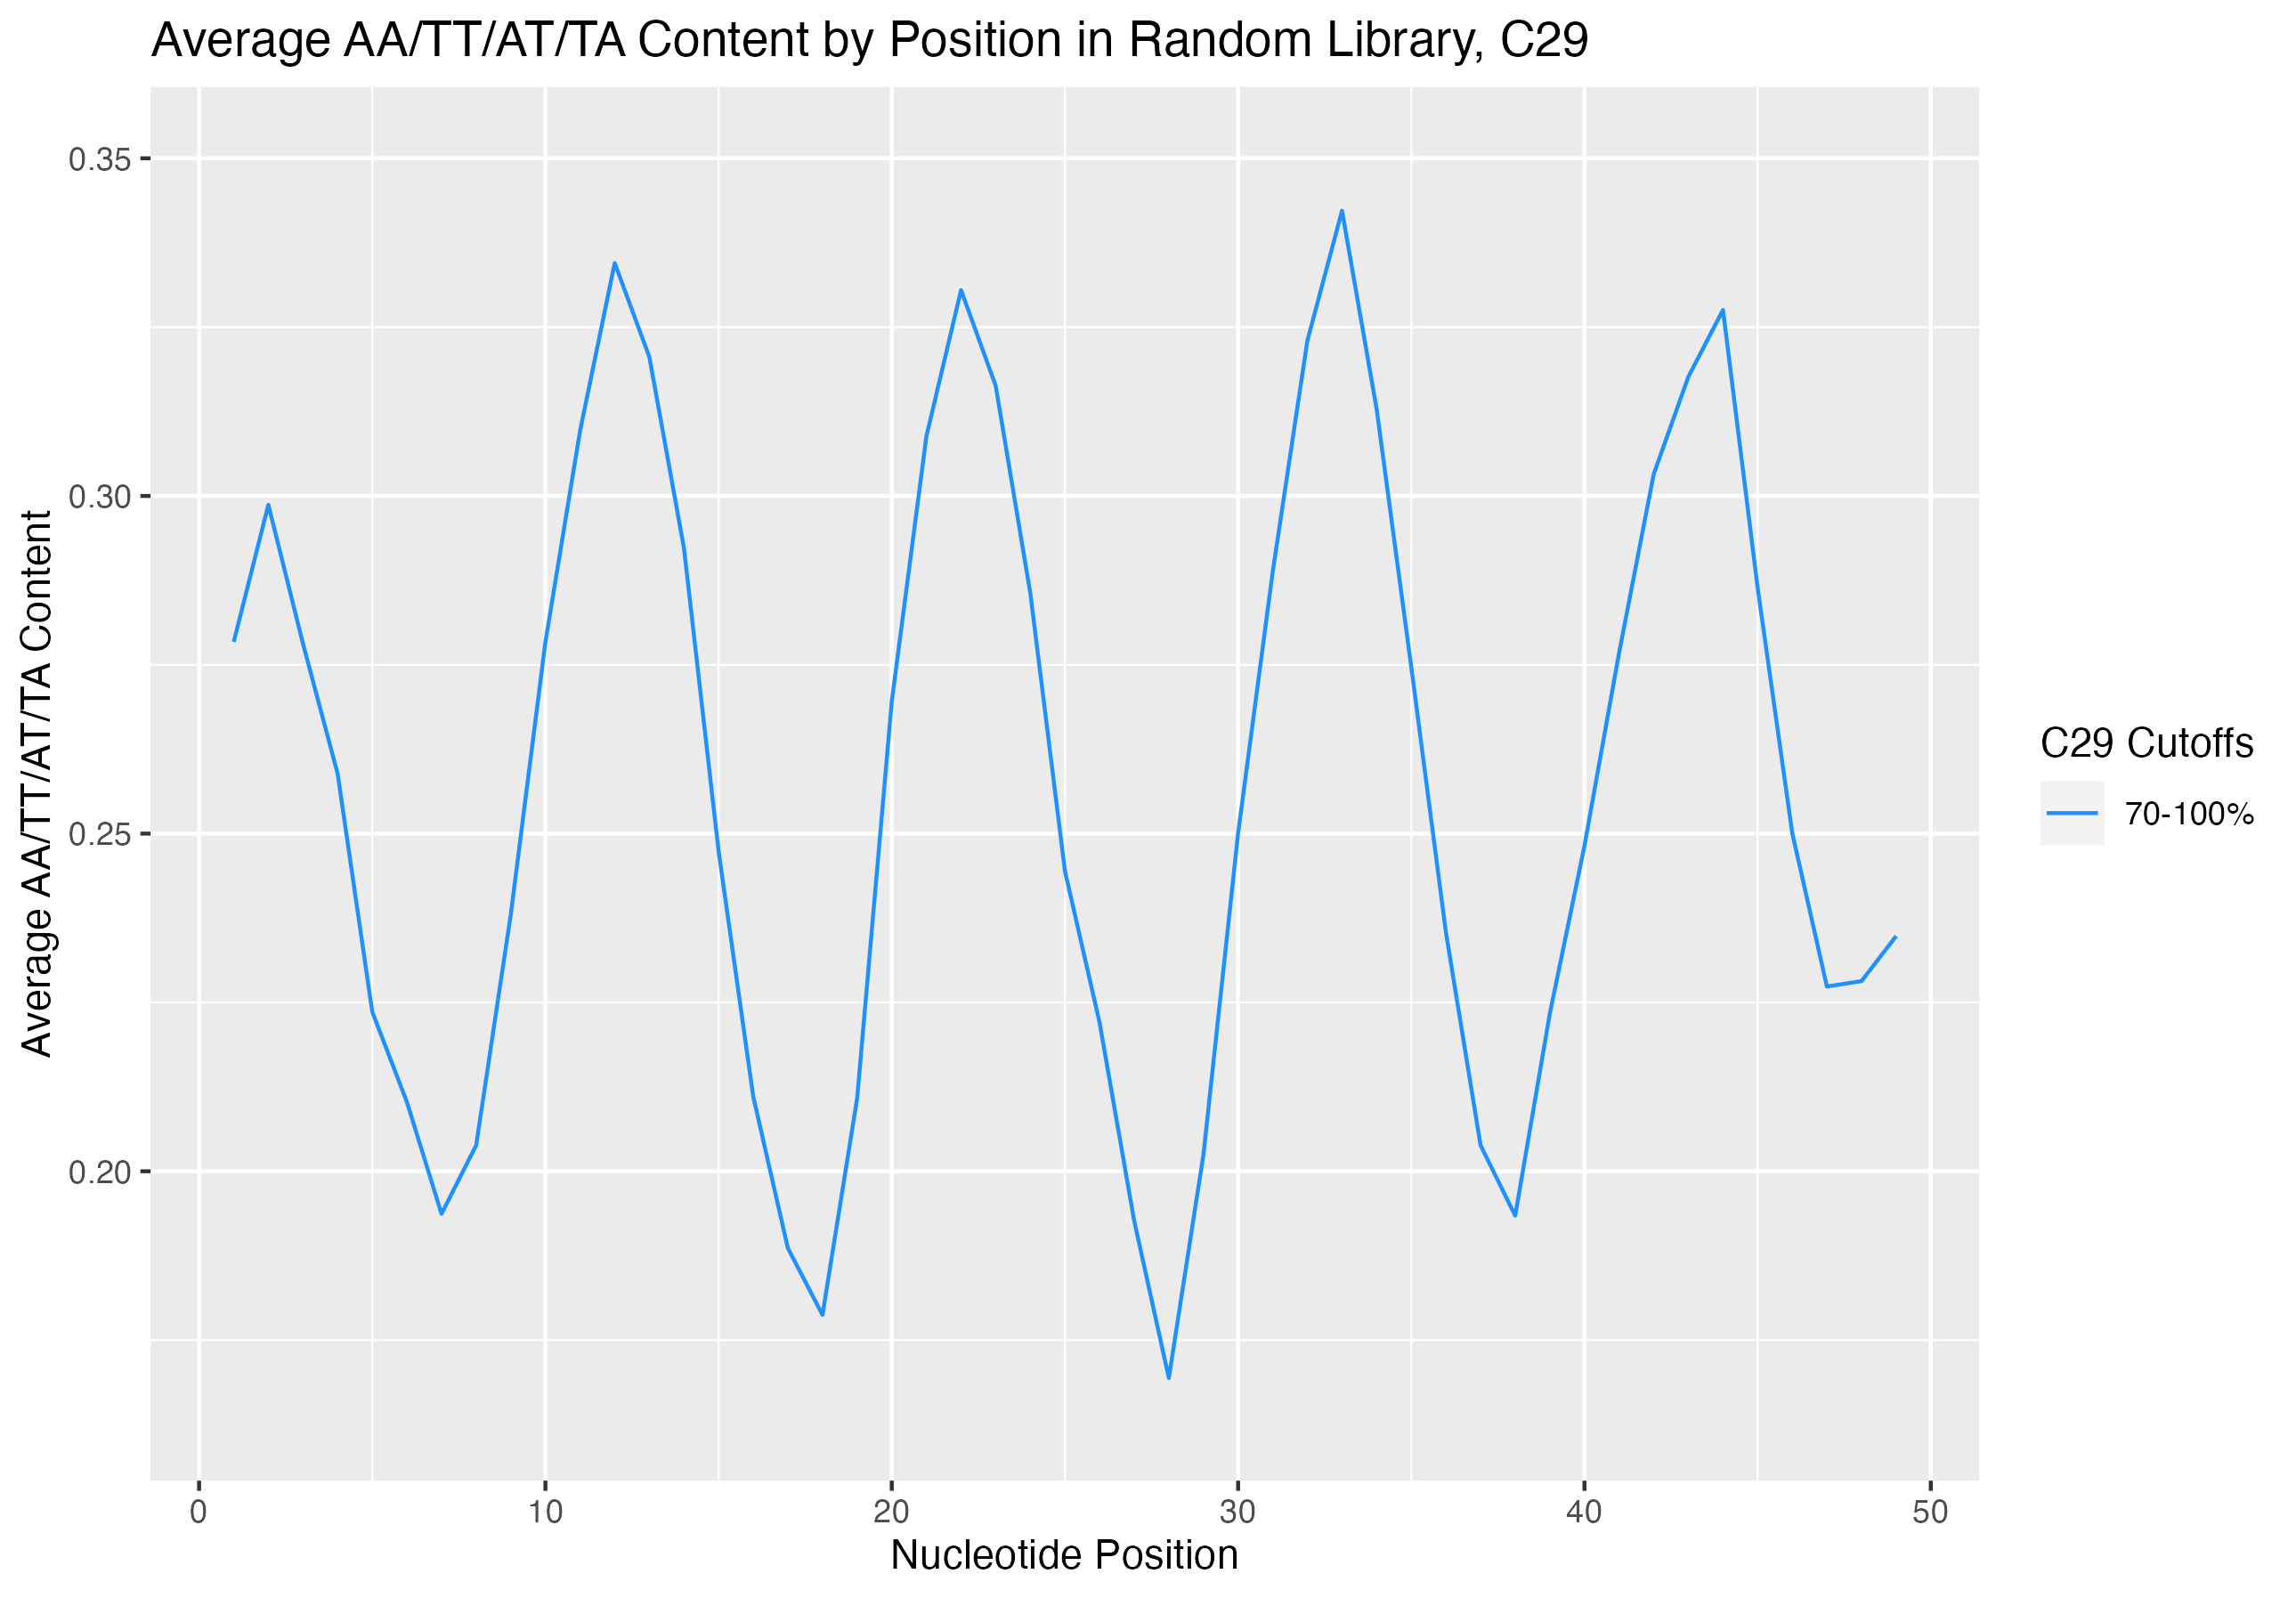 Average AA/TT/AT/TA Content by Position in Random Library, C29
Average AA/TT/AT/TA Content
0.35
0.30
0.25
0.20
0 10 20 30 40 50
Nucleotide Position
C29 Cutoffs
70-100%